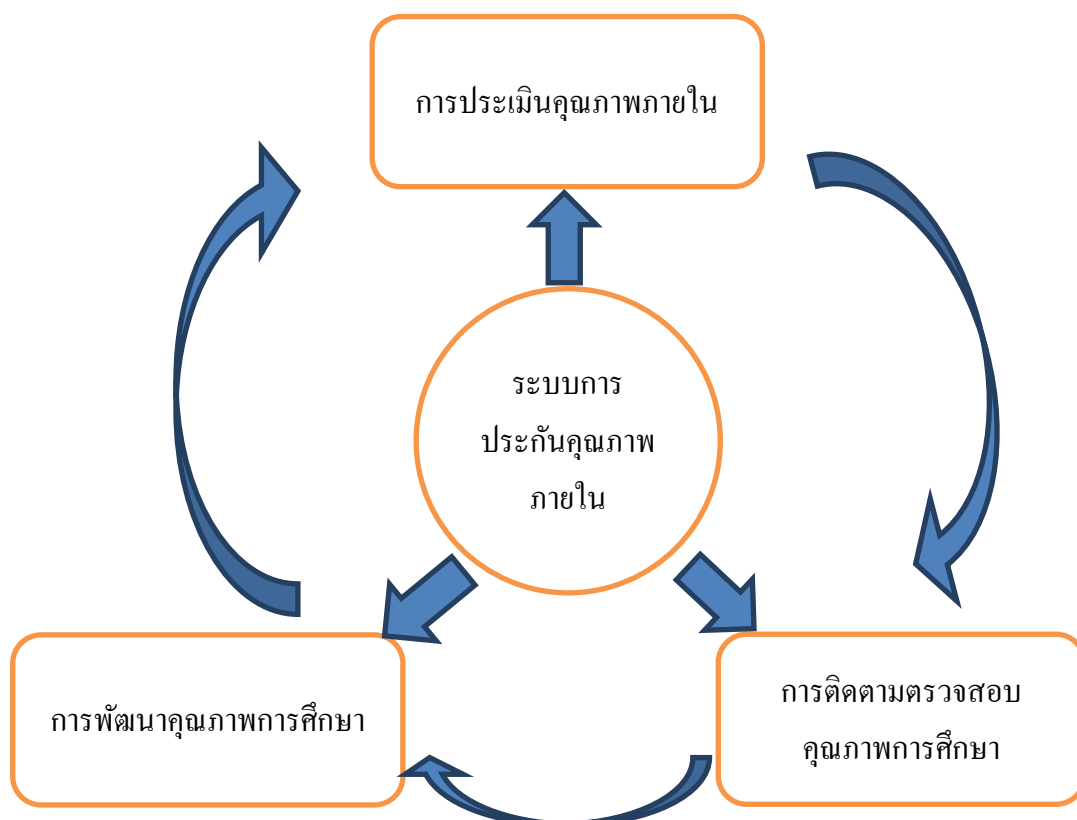 การประเมินคุณภาพภายใน
ระบบการ
ประกันคุณภาพ
ภายใน
การพัฒนาคุณภาพการศึกษา
การติดตามตรวจสอบ
คุณภาพการศึกษา